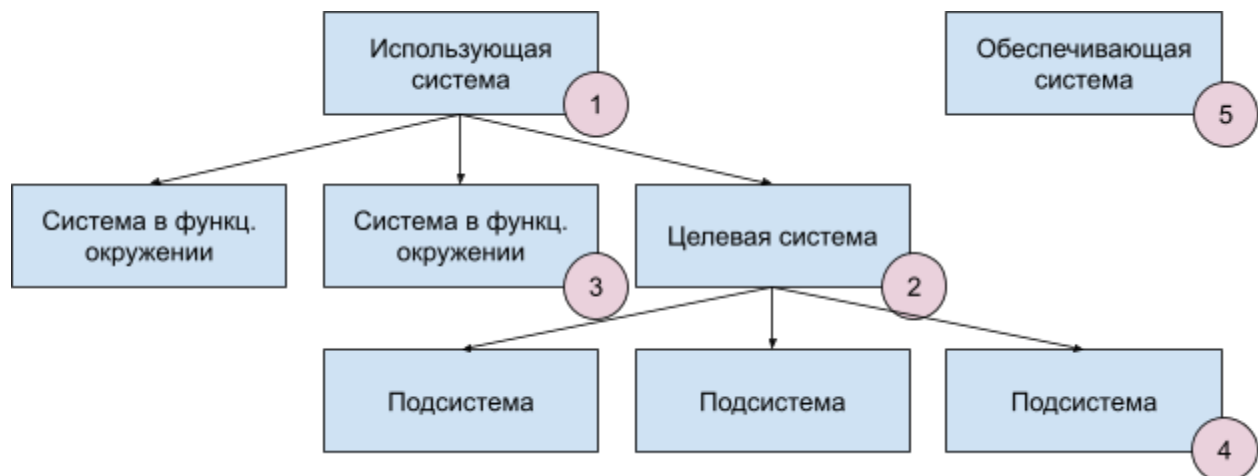 Использующая
система
1
Обеспечивающая
система
5
Система в функц.
окружении
Система в функц.
окружении
3
Целевая система
2
Подсистема
Подсистема
Подсистема
4